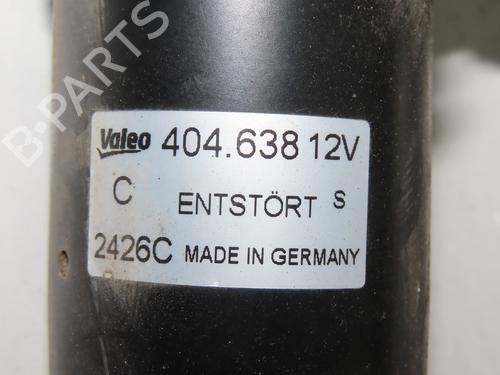 B-PARTS
Valeo 404.638 12V
C ENTSTÖRT S
2426C MADE IN GERMANY